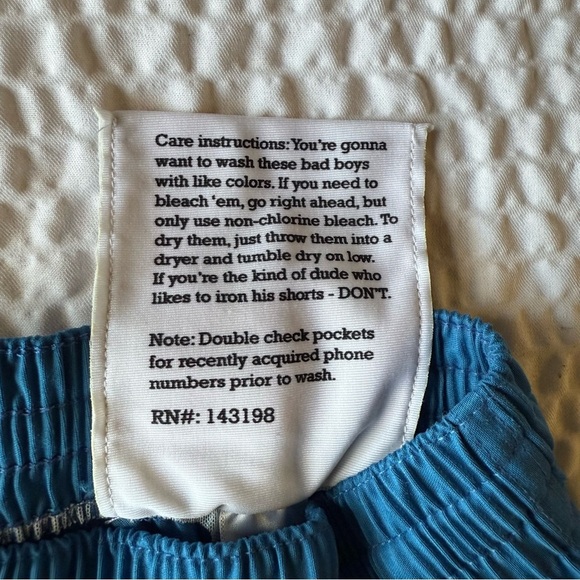 Care instructions: You're gonna
want to wash these bad boys
with like colors. If you need to
bleach 'em, go right ahead, but
only use non-chlorine bleach. To
dry them, just throw them into a
dryer and tumble dry on low.
If you're the kind of dude who
likes to iron his shorts - DON'T.
Note: Double check pockets
for recently acquired phone
numbers prior to wash.
RN#: 143198